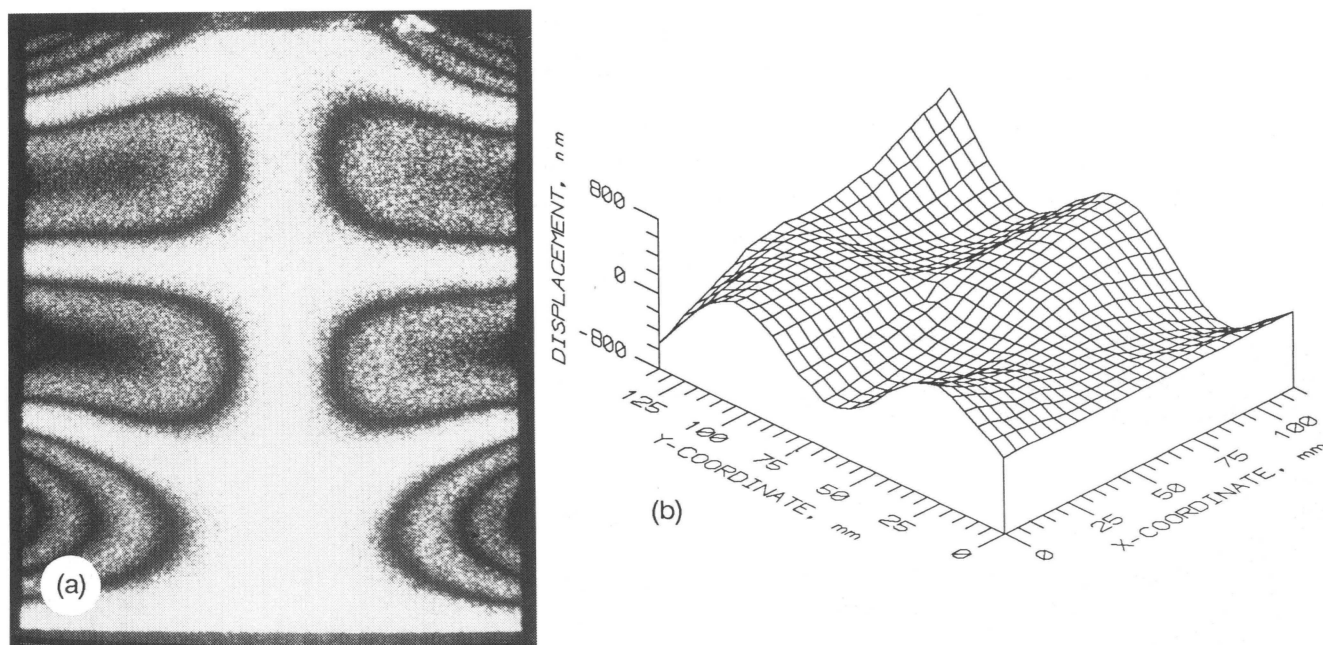 (a)
DISPLACEMENT, nm
800
0
-800
125
100
75
50
25
0
Y-COORDINATE, mm
(b)
0
25
50
75
100
X-COORDINATE, mm